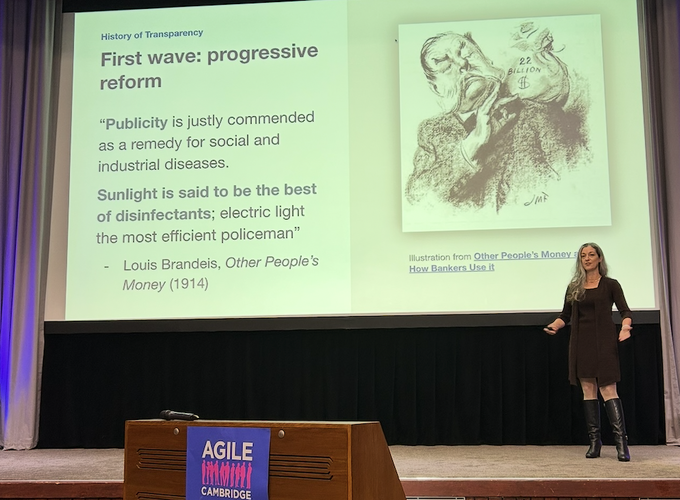 History of Transparency
First wave: progressive
reform
“Publicity is justly commended
as a remedy for social and
industrial diseases.
Sunlight is said to be the best
of disinfectants; electric light
the most efficient policeman”
- Louis Brandeis, Other People’s
Money (1914)
22
BILLION
$
JMF
Illustration from Other People’s Money
How Bankers Use it
AGILE
CAMBRIDGE